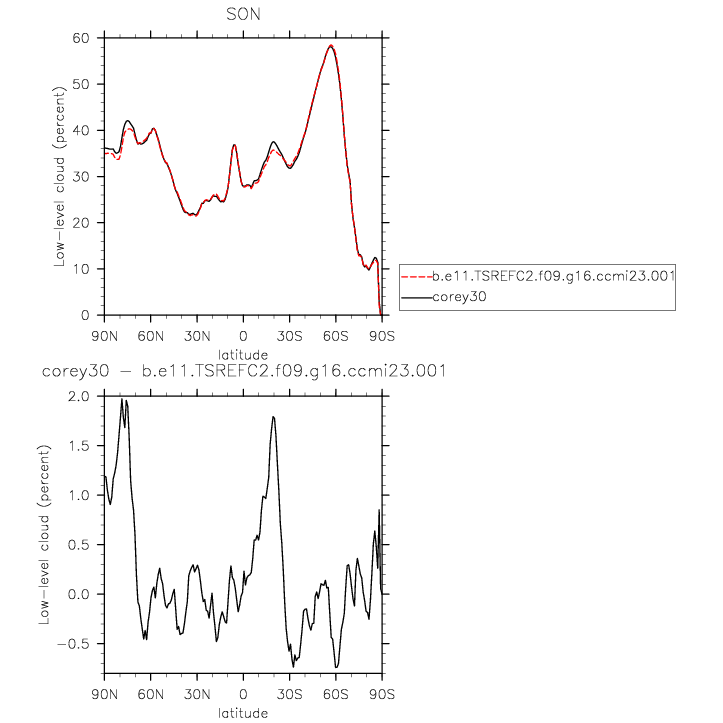 SON
60
50
40
30
20
10
0
Low-level cloud (percent)
90N 60N 30N 0 30S 60S 90S
latitude
b.e11.TSREFC2.f09.g16.ccmi23.001
corey30
corey30 - b.e11.TSREFC2.f09.g16.ccmi23.001
2.0
1.5
1.0
0.5
0.0
-0.5
Low-level cloud (percent)
90N 60N 30N 0 30S 60S 90S
latitude